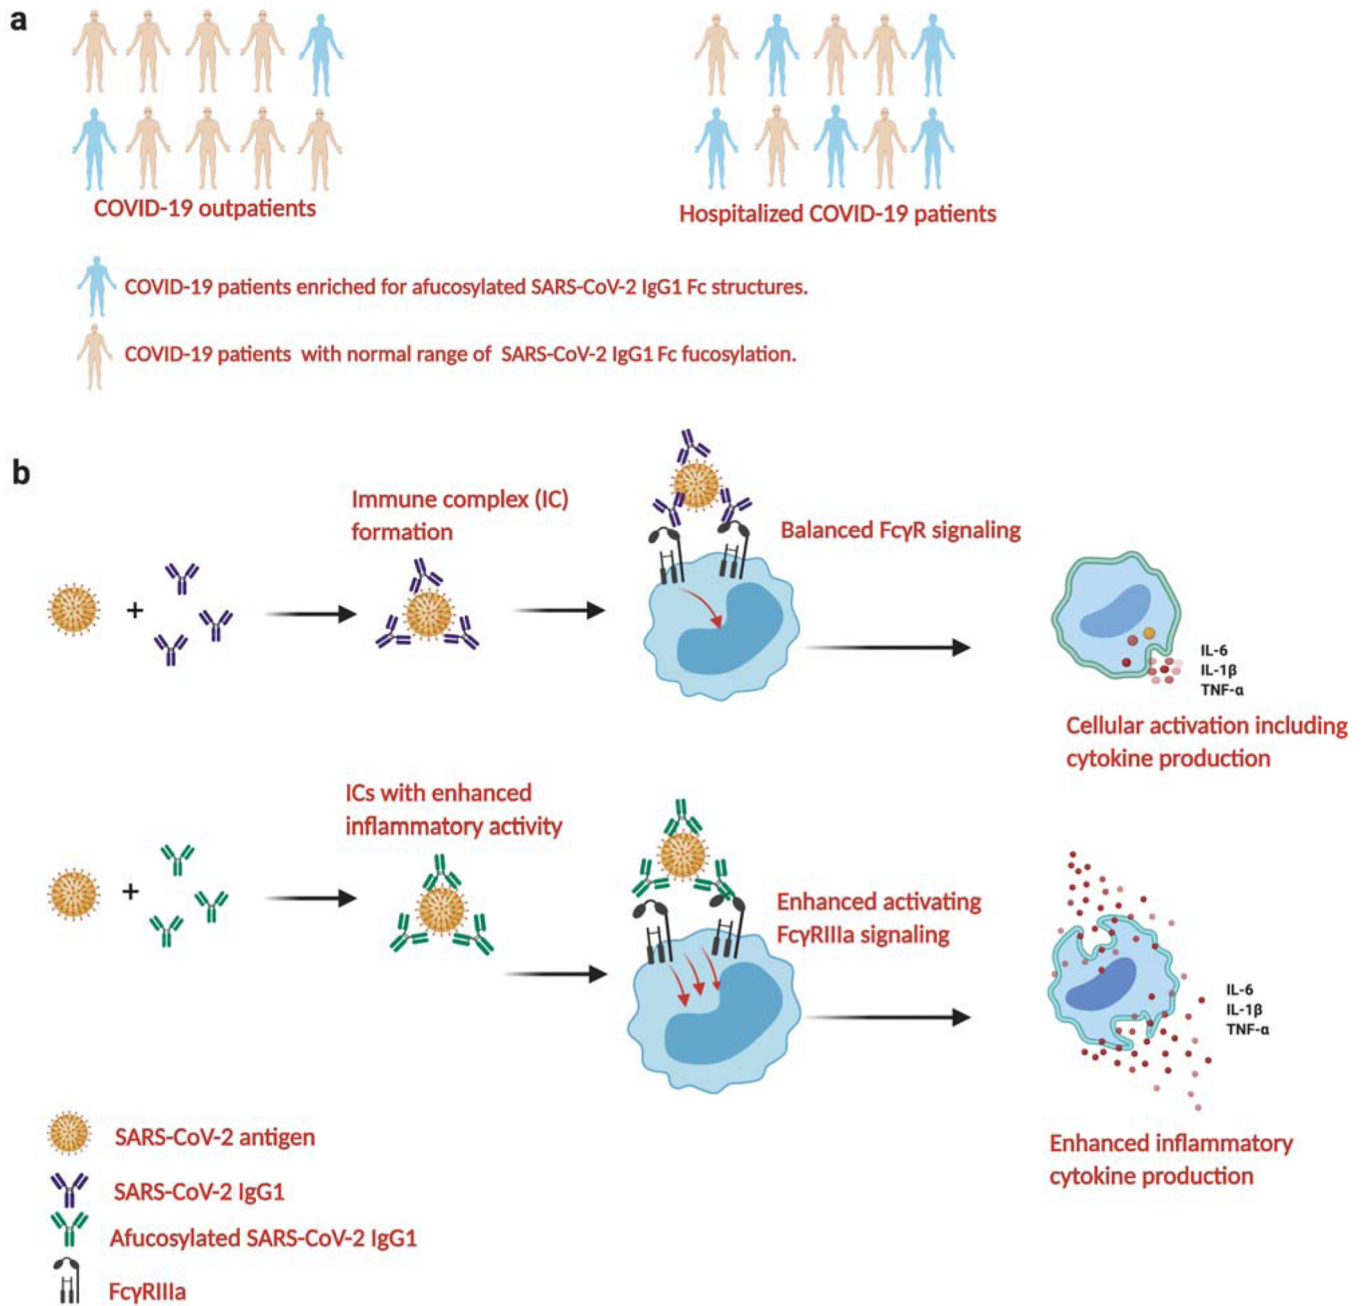 a
COVID-19 outpatients
Hospitalized COVID-19 patients
COVID-19 patients enriched for afucosylated SARS-CoV-2 IgG1 Fc structures.
COVID-19 patients with normal range of SARS-CoV-2 IgG1 Fc fucosylation.
b
Immune complex (IC)
formation
Balanced FcγR signaling
+
IL-6
IL-1β
TNF-α
Cellular activation including
cytokine production
ICs with enhanced
inflammatory activity
+
Enhanced activating
FcγRIIIa signaling
IL-6
IL-1β
TNF-α
Enhanced inflammatory
cytokine production
SARS-CoV-2 antigen
SARS-CoV-2 IgG1
Afucosylated SARS-CoV-2 IgG1
FcγRIIIa